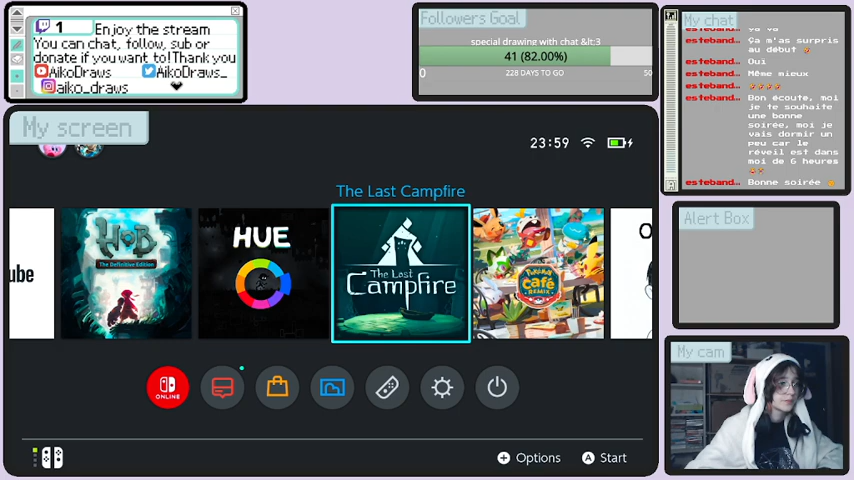 1 Enjoy the stream
You can chat, follow, sub or
donate if you want to!Thank you
AikoDraws AikoDraws_
aiko_draws
Followers Goal
special drawing with chat &lt;3
41 (82.00%)
0
228 DAYS TO GO
My chat
esteband...
Ça m'as surpris
au début
esteband... Oui
esteband... Même mieux
esteband...
esteband... Bon écoute, moi
je te souhaite
une bonne
soirée, moi je
vais dormir un
peu car le
réveil est dans
moi de 6 heures
esteband... Bonne soirée
My screen
23:59
The Last Campfire
ube
HOB
The Definitive Edition
HUE
The Last
Campfire
Pokémon
Café
REMIX
ONLINE
Options
A Start
Alert Box
My cam